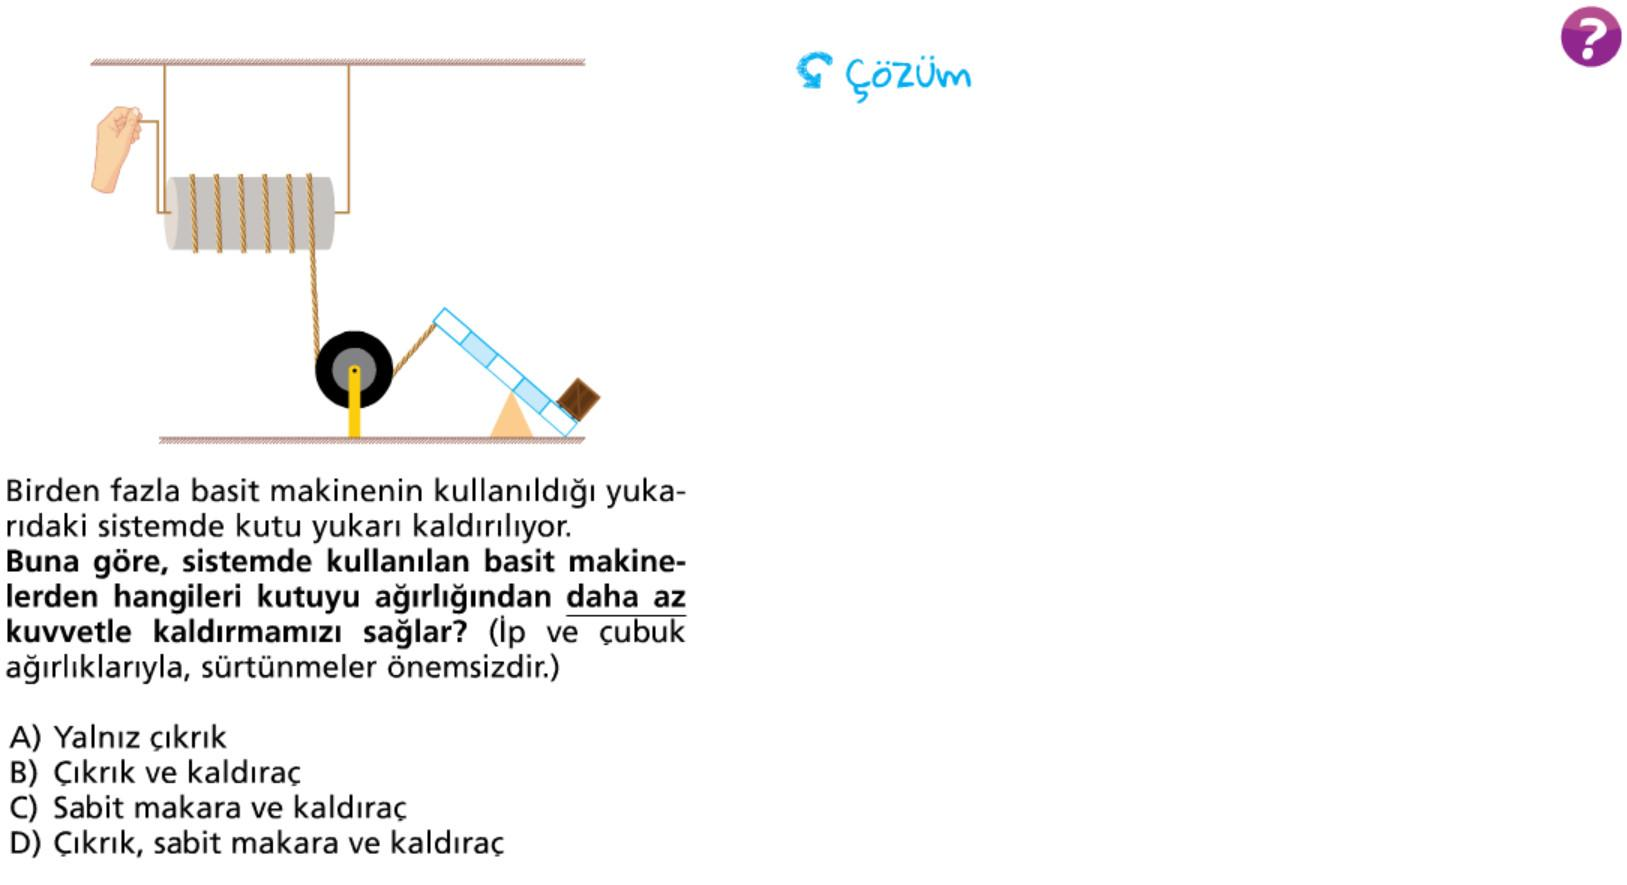 ?
Çözüm
Birden fazla basit makinenin kullanıldığı yuka-
rıdaki sistemde kutu yukarı kaldırılıyor.
Buna göre, sistemde kullanılan basit makine-
lerden hangileri kutuyu ağırlığından daha az
kuvvetle kaldırmamızı sağlar? (İp ve çubuk
ağırlıklarıyla, sürtünmeler önemsizdir.)
A) Yalnız çıkrık
B) Çıkrık ve kaldıraç
C) Sabit makara ve kaldıraç
D) Çıkrık, sabit makara ve kaldıraç